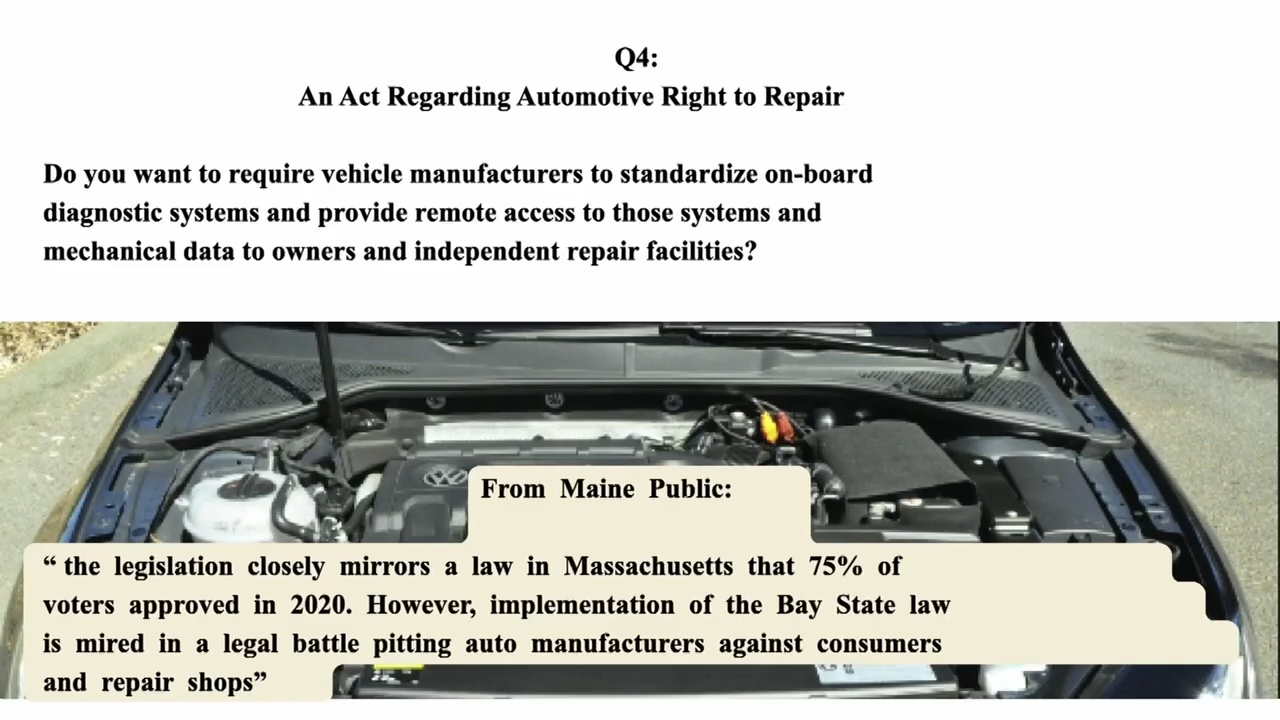 Q4:
An Act Regarding Automotive Right to Repair
Do you want to require vehicle manufacturers to standardize on-board
diagnostic systems and provide remote access to those systems and
mechanical data to owners and independent repair facilities?
From Maine Public:
“ the legislation closely mirrors a law in Massachusetts that 75% of
voters approved in 2020. However, implementation of the Bay State law
is mired in a legal battle pitting auto manufacturers against consumers
and repair shops”